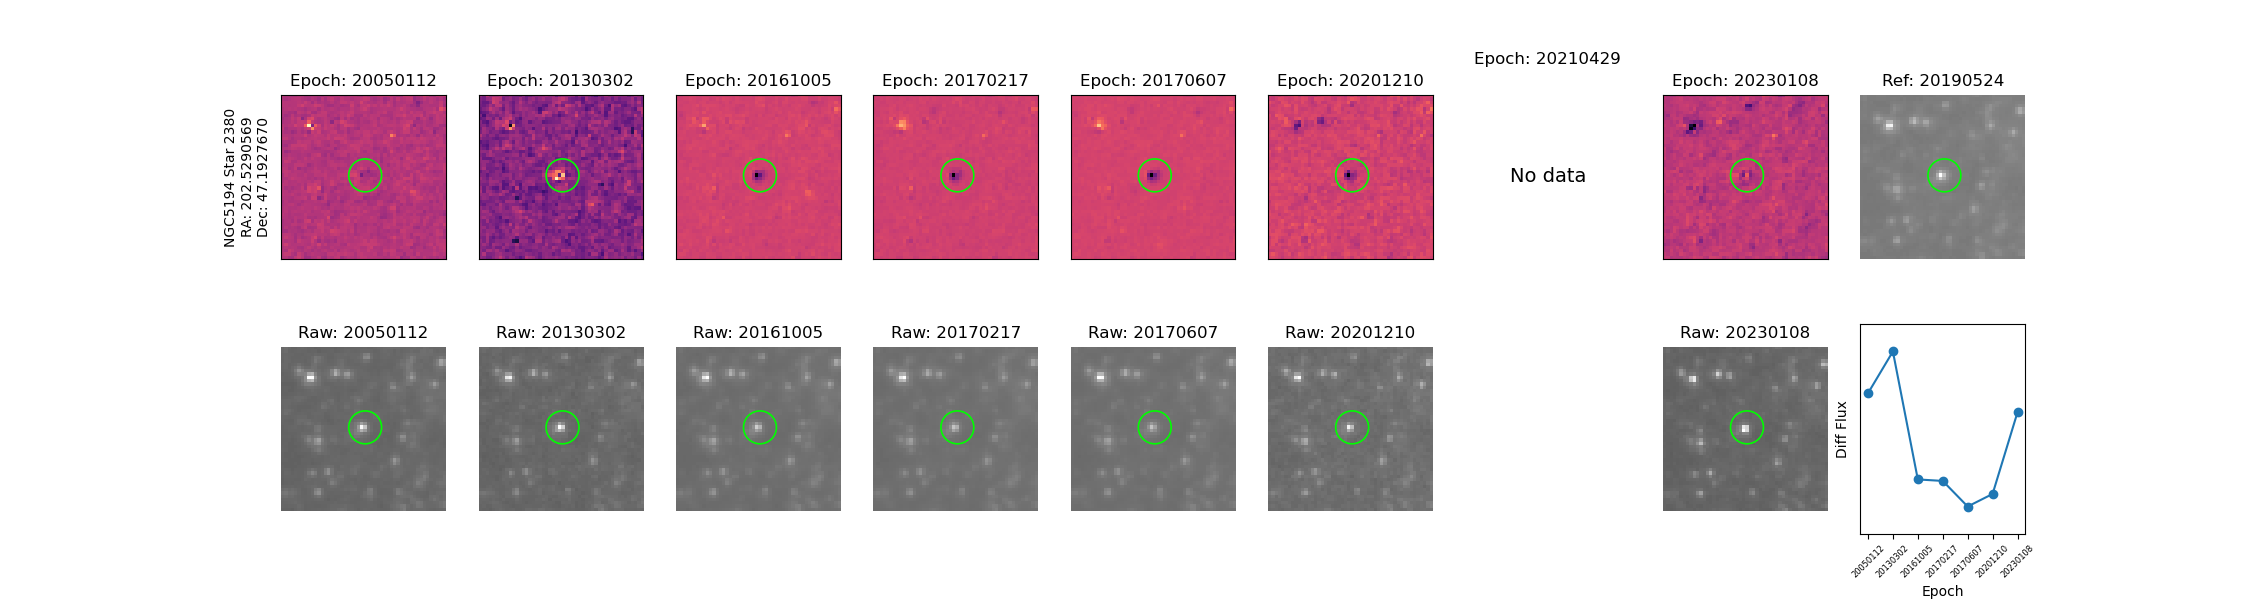 Epoch: 20050112
Epoch: 20130302
Epoch: 20161005
Epoch: 20170217
Epoch: 20170607
Epoch: 20201210
Epoch: 20210429
Epoch: 20230108
Ref: 20190524
NGC5194 Star 2380
RA: 202.5290569
Dec: 47.1927670
No data
Raw: 20050112
Raw: 20130302
Raw: 20161005
Raw: 20170217
Raw: 20170607
Raw: 20201210
Raw: 20230108
Diff Flux
20050112
20130302
20161005
20170217
20170607
20201210
20230108
Epoch